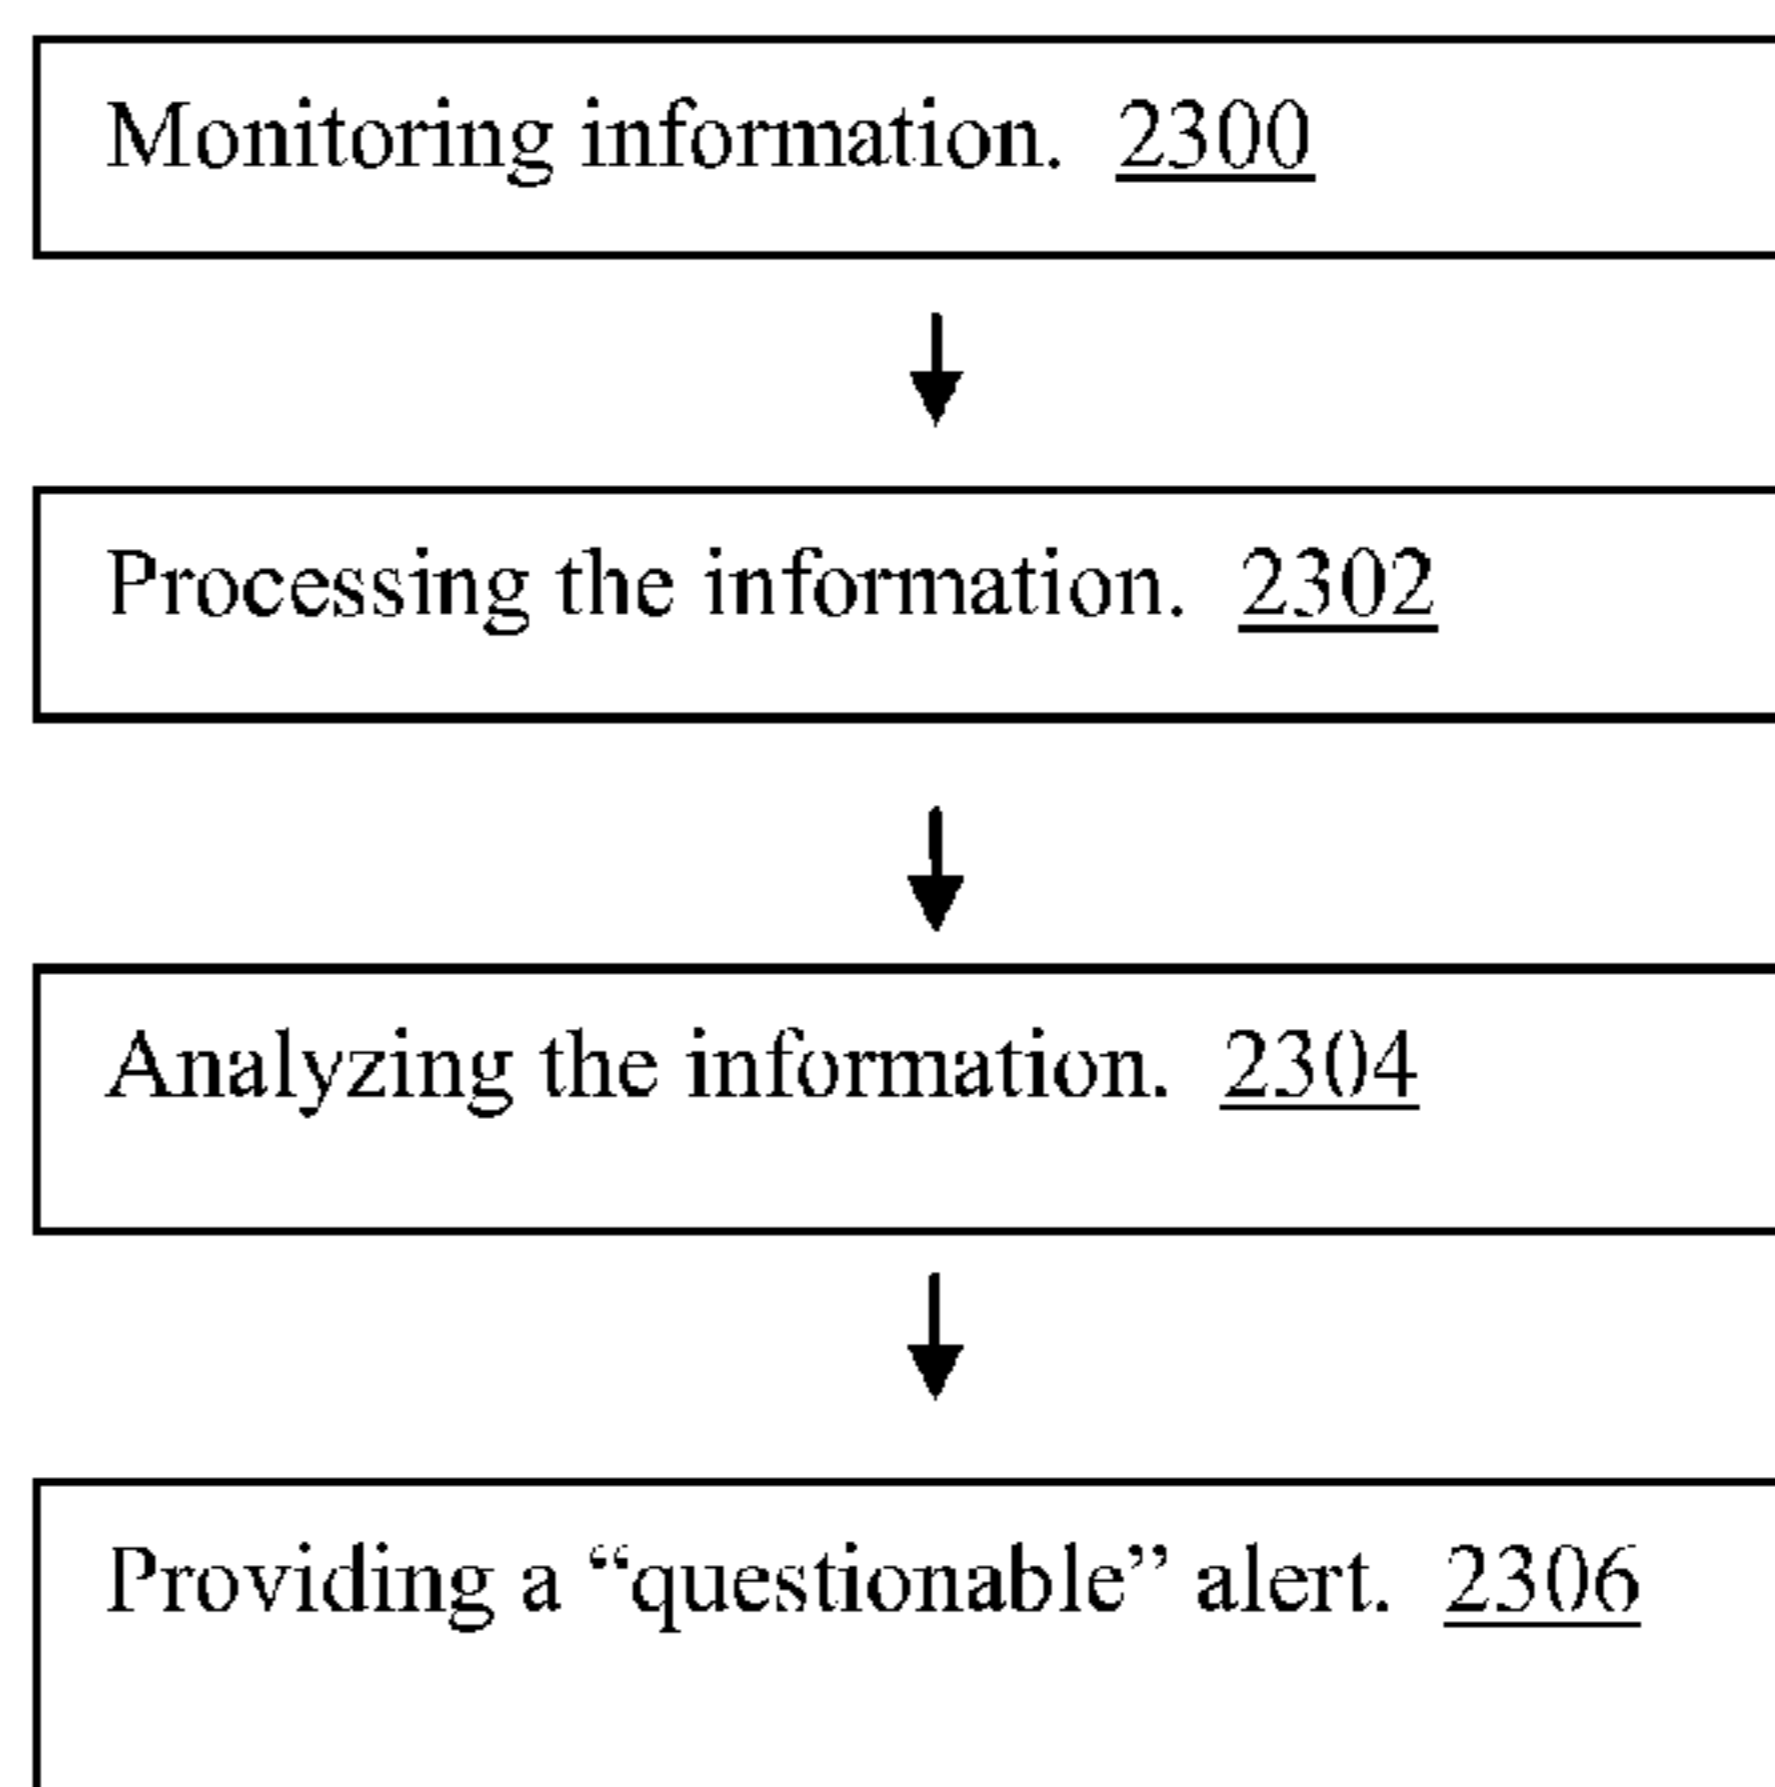 Monitoring information. 2300
Processing the information. 2302
Analyzing the information. 2304
Providing a “questionable” alert. 2306